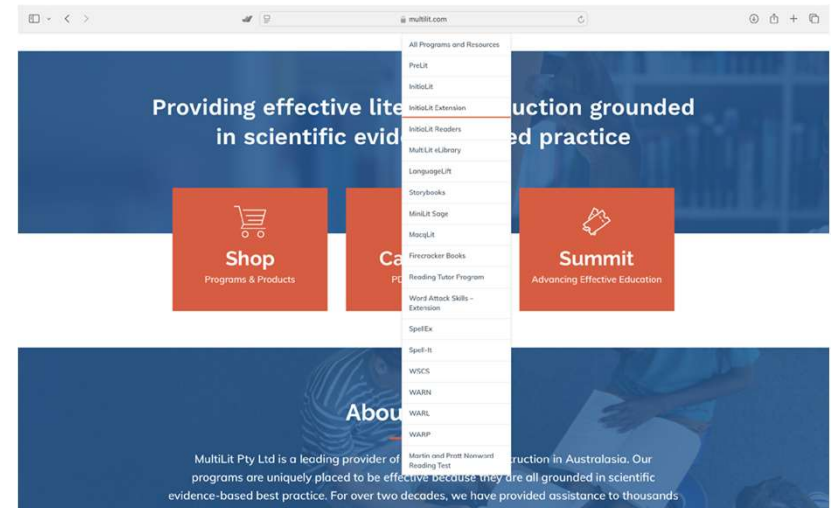 multilit.com
All Programs and Resources
PreLit
InitiaLit
InitiaLit Extension
InitiaLit Readers
MultiLit eLibrary
LanguageLift
Storybooks
MiniLit Sage
MacqLit
Firecracker Books
Reading Tutor Program
Word Attack Skills –
Extension
SpellEx
Spell-It
WSCS
WARN
WARL
WARP
Martin and Pratt Nonword
Reading Test
Providing effective lite uction grounded
in scientific evid ed practice
Shop
Programs & Products
Ca
PD
Summit
Advancing Effective Education
Abou
MultiLit Pty Ltd is a leading provider of ruction in Australasia. Our
programs are uniquely placed to be effective because they are all grounded in scientific
evidence-based best practice. For over two decades, we have provided assistance to thousands